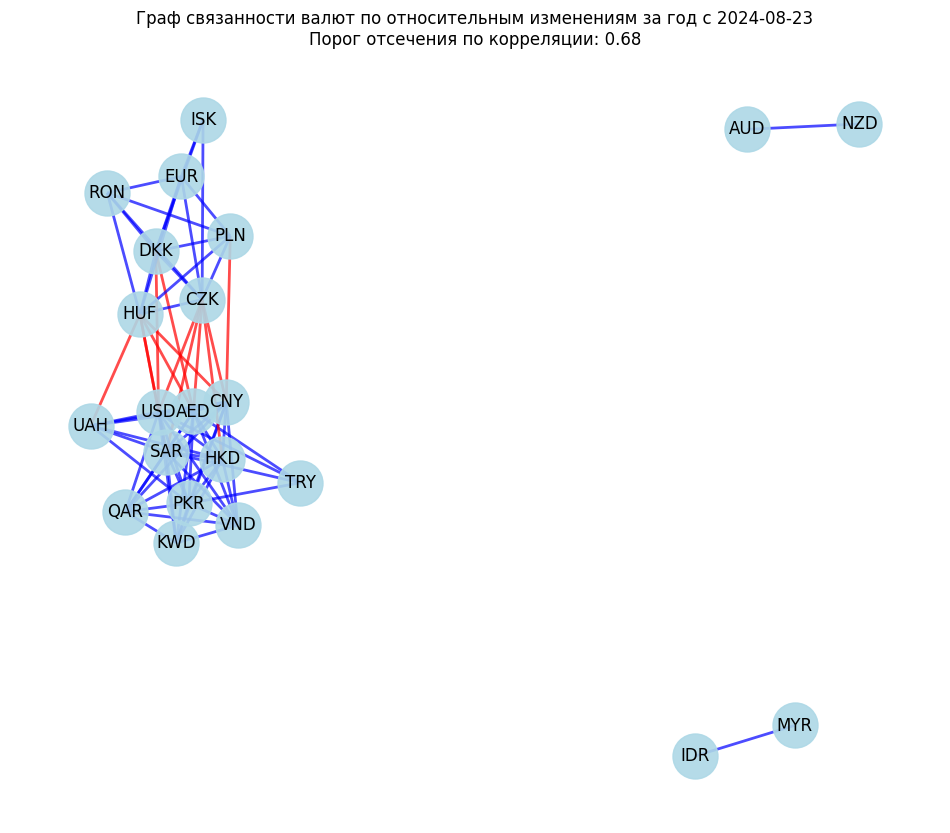 Граф связанности валют по относительным изменениям за год с 2024-08-23
Порог отсечения по корреляции: 0.68
ISK
AUD
NZD
EUR
RON
PLN
DKK
CZK
HUF
CNY
USD
AED
UAH
SAR
HKD
TRY
PKR
QAR
VND
KWD
MYR
IDR